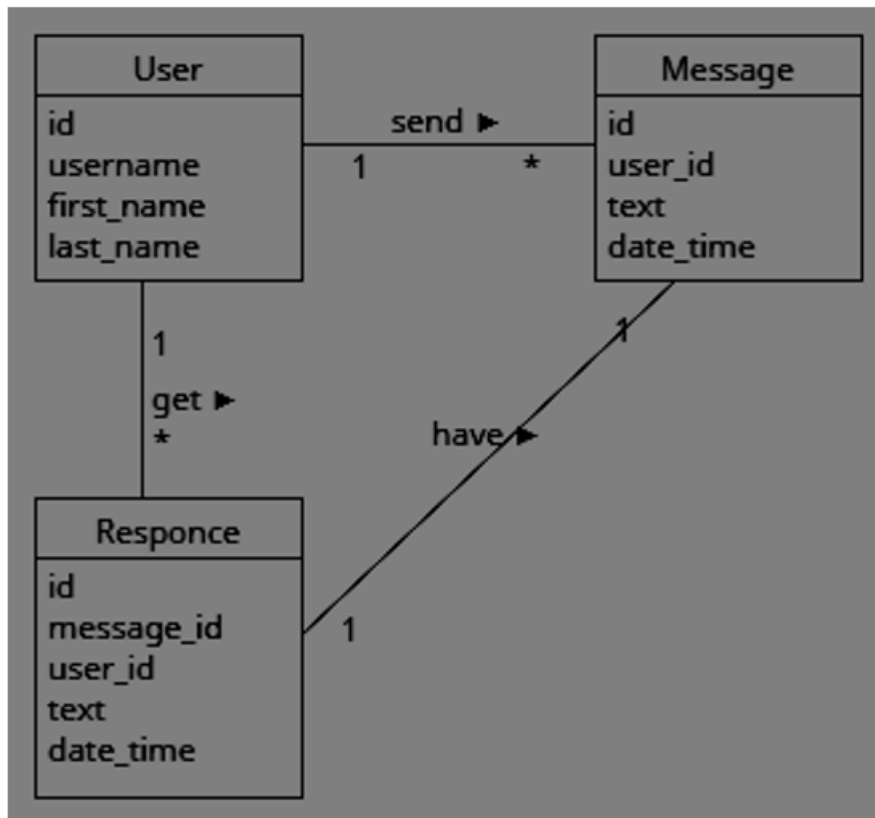 User
id
username
first_name
last_name
send ►
1
*
Message
id
user_id
text
date_time
1
get ►
*
1
have ►
1
Responce
id
message_id
user_id
text
date_time